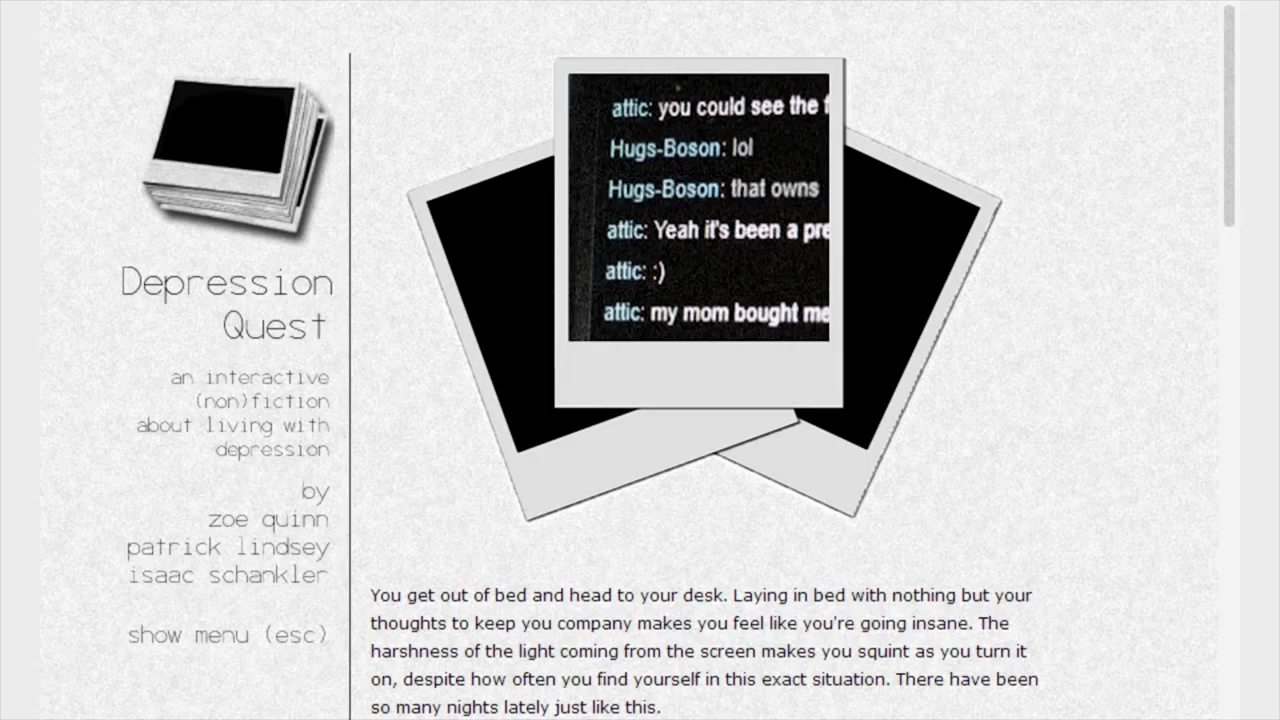 Depression
Quest
an interactive
(non)fiction
about living with
depression
by
zoe quinn
patrick lindsey
isaac schankler
show menu (esc)
attic: you could see the
Hugs-Boson: lol
Hugs-Boson: that owns
attic: Yeah it's been a
attic: :)
attic: my mom bought me
You get out of bed and head to your desk. Laying in bed with nothing but your
thoughts to keep you company makes you feel like you're going insane. The
harshness of the light coming from the screen makes you squint as you turn it
on, despite how often you find yourself in this exact situation. There have been
so many nights lately just like this.